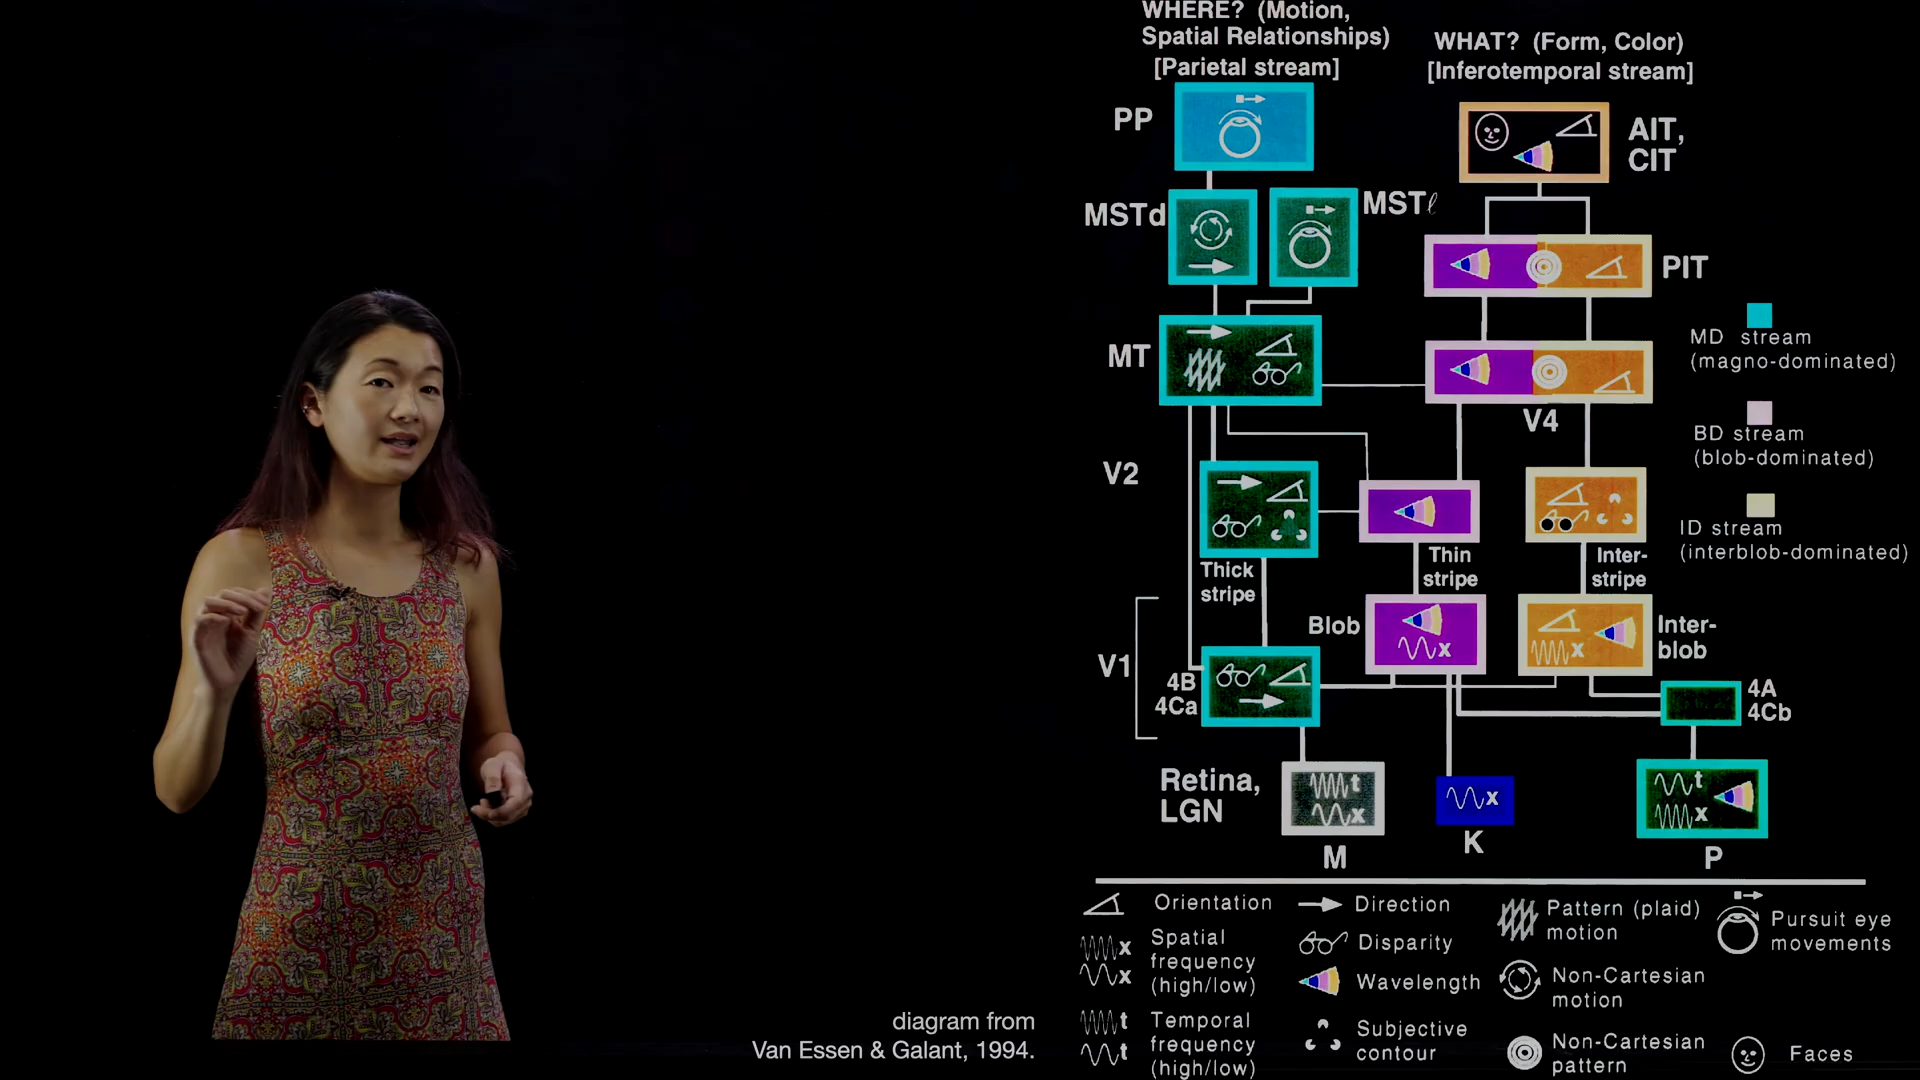 WHERE? (Motion,
Spatial Relationships)
[Parietal stream]
WHAT? (Form, Color)
[Inferotemporal stream]
PP
AIT,
CIT
MSTd
MSTℓ
PIT
MT
V4
MD stream
(magno-dominated)
BD stream
(blob-dominated)
ID stream
(interblob-dominated)
V2
Thick
stripe
Thin
stripe
Inter-
stripe
V1
Blob
x
x
Inter-
blob
4B
4Ca
4A
4Cb
Retina,
LGN
t
x
M
x
K
t
x
P
Orientation
Direction
Pattern (plaid)
motion
Pursuit eye
movements
x
x
Spatial
frequency
(high/low)
Disparity
Wavelength
Non-Cartesian
motion
t
t
Temporal
frequency
(high/low)
Subjective
contour
Non-Cartesian
pattern
Faces
diagram from
Van Essen & Galant, 1994.